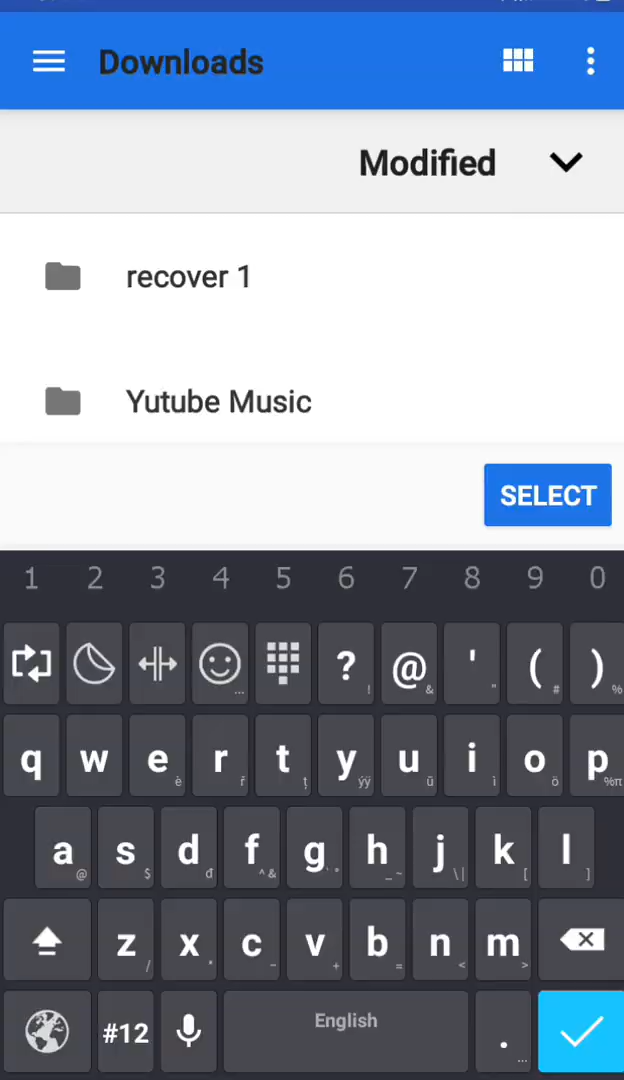 Downloads
Modified
recover 1
Yutube Music
SELECT
1 2 3 4 5 6 7 8 9 0
? ! @ & ' " ( # ) %
q w e è r ř t ţ y ýÿ u ū i ì o ö p %π
a @ s $ d đ f ^& g h _~ j \| k [ l ]
z / x * c - v + b = n < m >
#12 English . ...